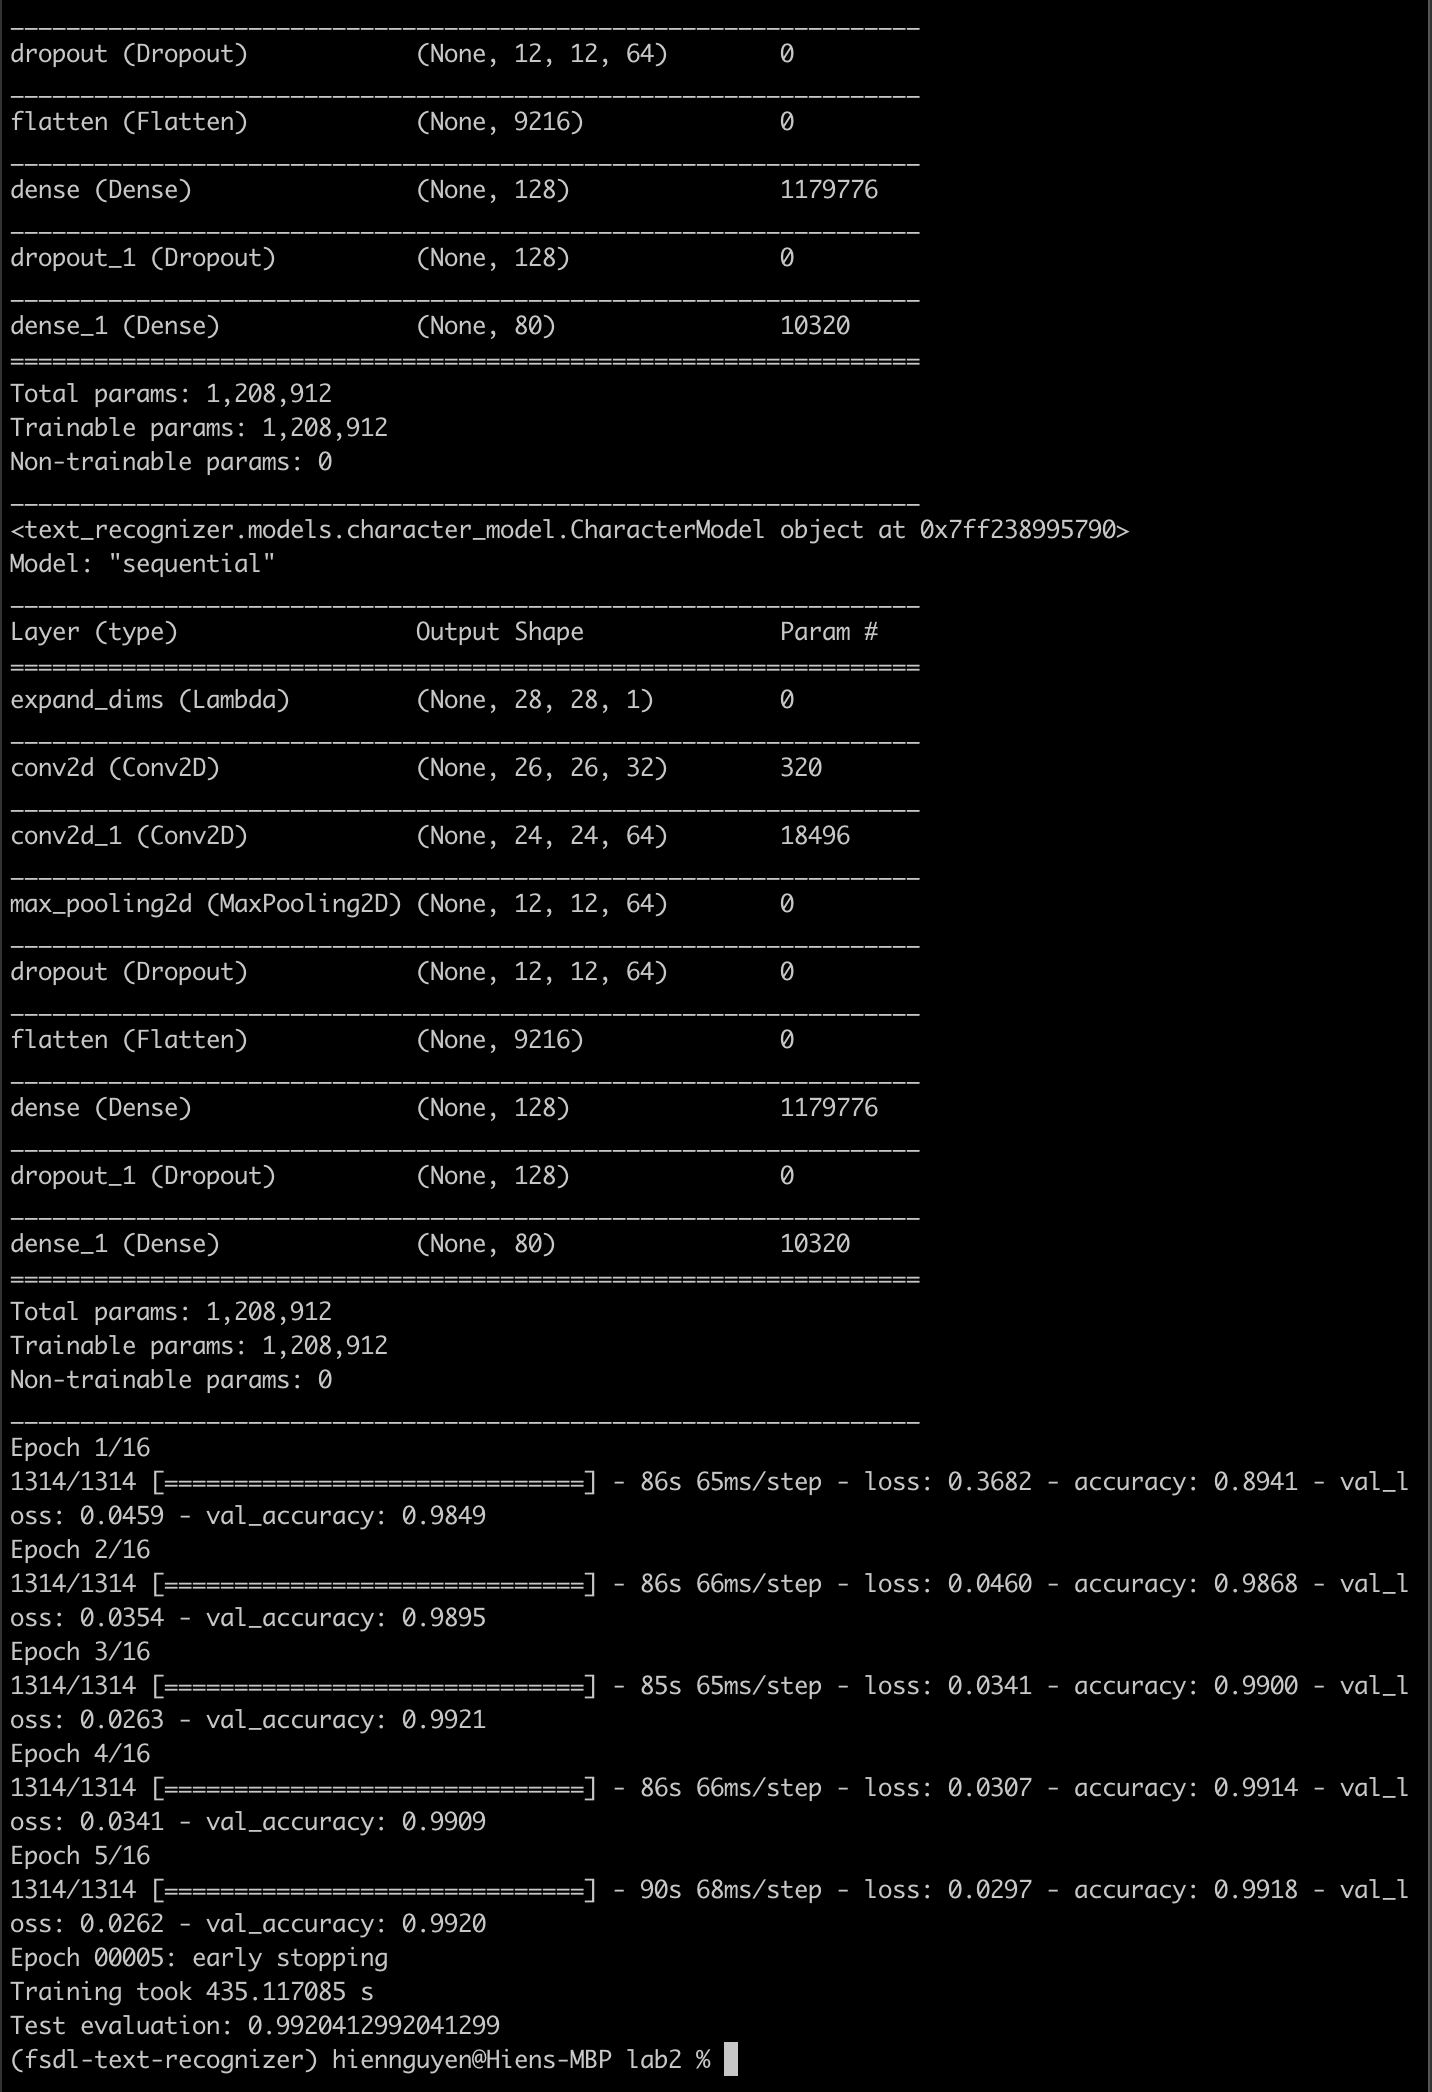 _________________________________________________________________
dropout (Dropout)            (None, 12, 12, 64)        0
_________________________________________________________________
flatten (Flatten)            (None, 9216)              0
_________________________________________________________________
dense (Dense)                (None, 128)               1179776
_________________________________________________________________
dropout_1 (Dropout)          (None, 128)               0
_________________________________________________________________
dense_1 (Dense)              (None, 80)                10320
=================================================================
Total params: 1,208,912
Trainable params: 1,208,912
Non-trainable params: 0
_________________________________________________________________
<text_recognizer.models.character_model.CharacterModel object at 0x7ff238995790>
Model: "sequential"
_________________________________________________________________
Layer (type)                 Output Shape              Param #
=================================================================
expand_dims (Lambda)         (None, 28, 28, 1)         0
_________________________________________________________________
conv2d (Conv2D)              (None, 26, 26, 32)        320
_________________________________________________________________
conv2d_1 (Conv2D)            (None, 24, 24, 64)        18496
_________________________________________________________________
max_pooling2d (MaxPooling2D) (None, 12, 12, 64)        0
_________________________________________________________________
dropout (Dropout)            (None, 12, 12, 64)        0
_________________________________________________________________
flatten (Flatten)            (None, 9216)              0
_________________________________________________________________
dense (Dense)                (None, 128)               1179776
_________________________________________________________________
dropout_1 (Dropout)          (None, 128)               0
_________________________________________________________________
dense_1 (Dense)              (None, 80)                10320
=================================================================
Total params: 1,208,912
Trainable params: 1,208,912
Non-trainable params: 0
_________________________________________________________________
Epoch 1/16
1314/1314 [==============================] - 86s 65ms/step - loss: 0.3682 - accuracy: 0.8941 - val_l
oss: 0.0459 - val_accuracy: 0.9849
Epoch 2/16
1314/1314 [==============================] - 86s 66ms/step - loss: 0.0460 - accuracy: 0.9868 - val_l
oss: 0.0354 - val_accuracy: 0.9895
Epoch 3/16
1314/1314 [==============================] - 85s 65ms/step - loss: 0.0341 - accuracy: 0.9900 - val_l
oss: 0.0263 - val_accuracy: 0.9921
Epoch 4/16
1314/1314 [==============================] - 86s 66ms/step - loss: 0.0307 - accuracy: 0.9914 - val_l
oss: 0.0341 - val_accuracy: 0.9909
Epoch 5/16
1314/1314 [==============================] - 90s 68ms/step - loss: 0.0297 - accuracy: 0.9918 - val_l
oss: 0.0262 - val_accuracy: 0.9920
Epoch 00005: early stopping
Training took 435.117085 s
Test evaluation: 0.9920412992041299
(fsdl-text-recognizer) hiennguyen@Hiens-MBP lab2 %